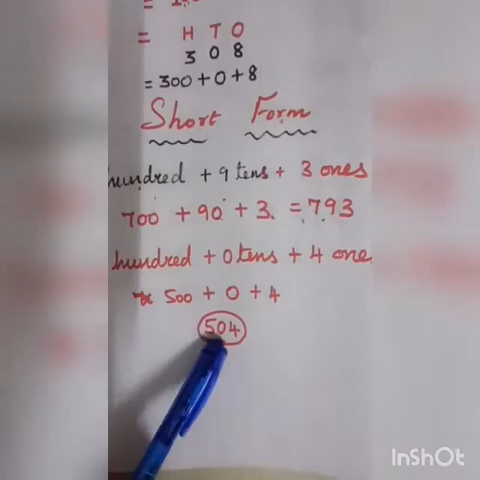 =
= H T O
3 0 8
=300+0+8
Short Form
hundred + 9 tens + 3 ones
700 + 90 + 3. = 793
hundred + 0 tens + 4 one
500 + 0 + 4
504
InShOt